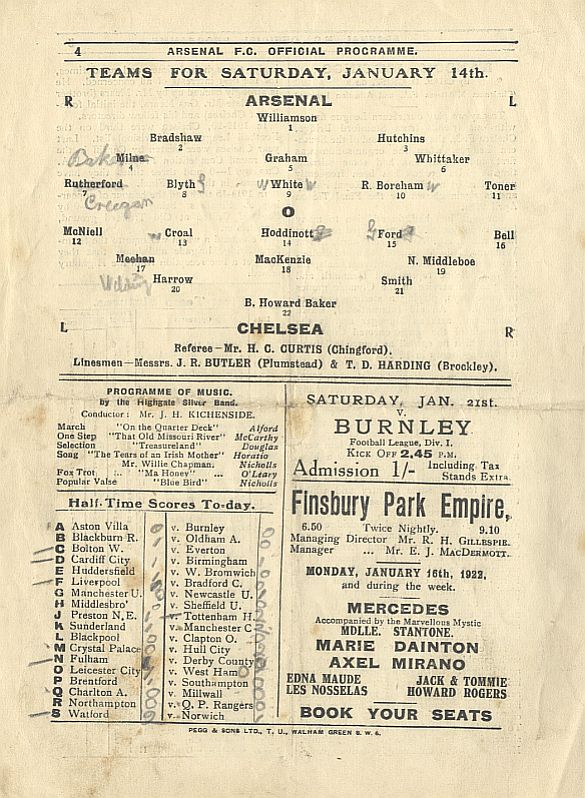 4 ARSENAL F.C. OFFICIAL PROGRAMME.
TEAMS FOR SATURDAY, JANUARY 14th.
R ARSENAL L
Williamson
1
Bradshaw Hutchins
2 3
Milne Graham Whittaker
4 5 6
Rutherford Blyth G W White W R. Boreham W Toner
7 8 9 10 11
Creegan
O
McNiell Croal Hoddinott G Ford Bell
12 13 14 15 16
Meehan MacKenzie N. Middleboe
17 18 19
Harrow Smith
20 21
B. Howard Baker
22
L CHELSEA R
Referee—Mr. H. C. CURTIS (Chingford).
Linesmen—Messrs. J. R. BUTLER (Plumstead) & T. D. HARDING (Brockley).
PROGRAMME OF MUSIC.
by the Highgate Silver Band.
Conductor: Mr. J. H. KICHENSIDE.
March "On the Quarter Deck" Alford
One Step "That Old Missouri River" McCarthy
Selection "Treasureland" Douglas
Song "The Tears of an Irish Mother" Horatio
Mr. Willie Chapman. Nicholls
Fox Trot ... "Ma Honey" ... O'Leary
Popular Valse "Blue Bird" Nicholls
Half-Time Scores To-day.
A Aston Villa v. Burnley
B Blackburn R. v. Oldham A.
C Bolton W. v. Everton
D Cardiff City v. Birmingham
E Huddersfield v. W. Bromwich
F Liverpool v. Bradford C.
G Manchester U. v. Newcastle U.
H Middlesbro' v. Sheffield U.
J Preston N.E. v. Tottenham H.
K Sunderland v. Manchester C.
L Blackpool v. Clapton O.
M Crystal Palace v. Hull City
N Fulham v. Derby County
O Leicester City v. West Ham
P Brentford v. Southampton
Q Charlton A. v. Millwall
R Northampton v. Q. P. Rangers
S Watford v. Norwich
SATURDAY, JAN. 21st.
V.
BURNLEY
Football League, Div. I.
KICK OFF 2.45 P.M.
Admission 1/- Including Tax
Stands Extra
Finsbury Park Empire,
6.50 Twice Nightly. 9.10
Managing Director Mr. R. H. GILLESPIE.
Manager ... Mr. E. J. MACDERMOTT.
MONDAY, JANUARY 16th, 1922,
and during the week.
MERCEDES
Accompanied by the Marvellous Mystic
MDLLE. STANTONE.
MARIE DAINTON
AXEL MIRANO
EDNA MAUDE JACK & TOMMIE
LES NOSSELAS HOWARD ROGERS
BOOK YOUR SEATS
PEGG & SONS LTD., T. U., WALHAM GREEN S.W. 6.